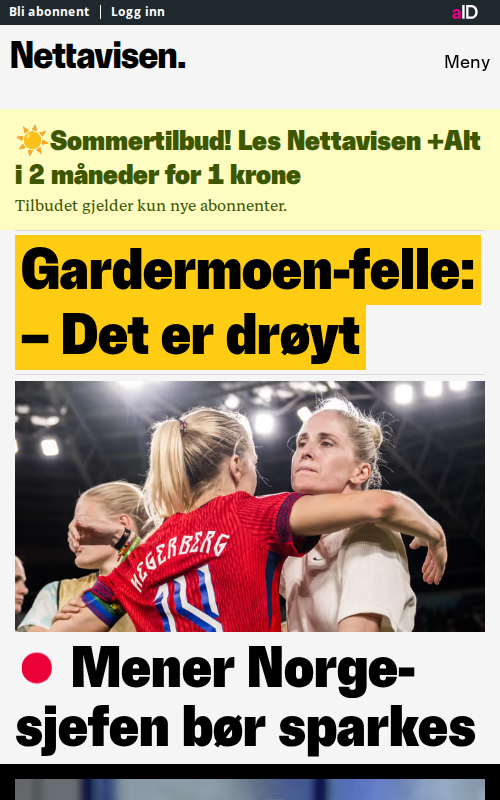 Bli abonnent | Logg inn
aID
Nettavisen.
Meny
☀️Sommertilbud! Les Nettavisen +Alt
i 2 måneder for 1 krone
Tilbudet gjelder kun nye abonnenter.
Gardermoen-felle:
– Det er drøyt
HEGERBERG
14
Mener Norge-
sjefen bør sparkes